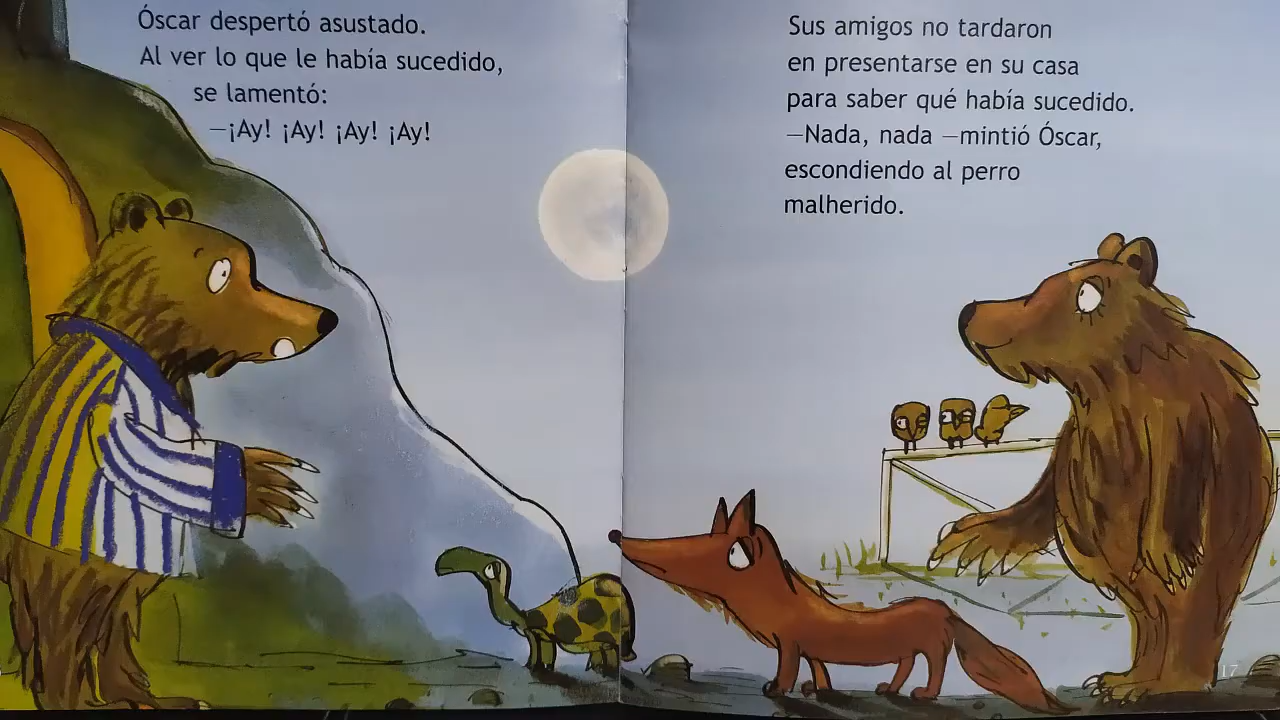 Óscar despertó asustado.
Al ver lo que le había sucedido,
se lamentó:
—¡Ay! ¡Ay! ¡Ay! ¡Ay!
Sus amigos no tardaron
en presentarse en su casa
para saber qué había sucedido.
—Nada, nada —mintió Óscar,
escondiendo al perro
malherido.
17